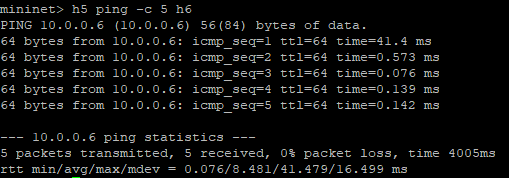 mininet> h5 ping -c 5 h6
PING 10.0.0.6 (10.0.0.6) 56(84) bytes of data.
64 bytes from 10.0.0.6: icmp_seq=1 ttl=64 time=41.4 ms
64 bytes from 10.0.0.6: icmp_seq=2 ttl=64 time=0.573 ms
64 bytes from 10.0.0.6: icmp_seq=3 ttl=64 time=0.076 ms
64 bytes from 10.0.0.6: icmp_seq=4 ttl=64 time=0.139 ms
64 bytes from 10.0.0.6: icmp_seq=5 ttl=64 time=0.142 ms
--- 10.0.0.6 ping statistics ---
5 packets transmitted, 5 received, 0% packet loss, time 4005ms
rtt min/avg/max/mdev = 0.076/8.481/41.479/16.499 ms